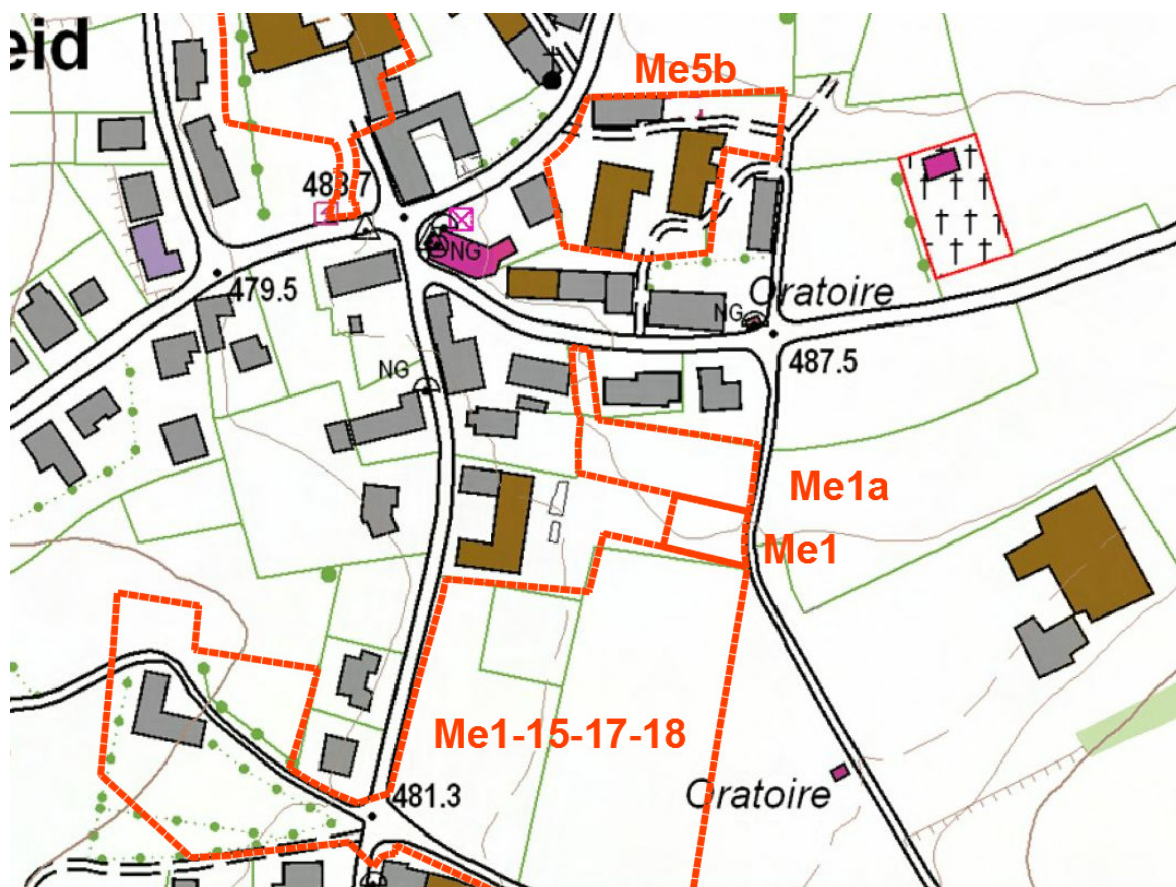 eid
Me5b
483.7
NG
479.5
Oratoire
NG
487.5
NG
Me1a
Me1
Me1-15-17-18
481.3
Oratoire